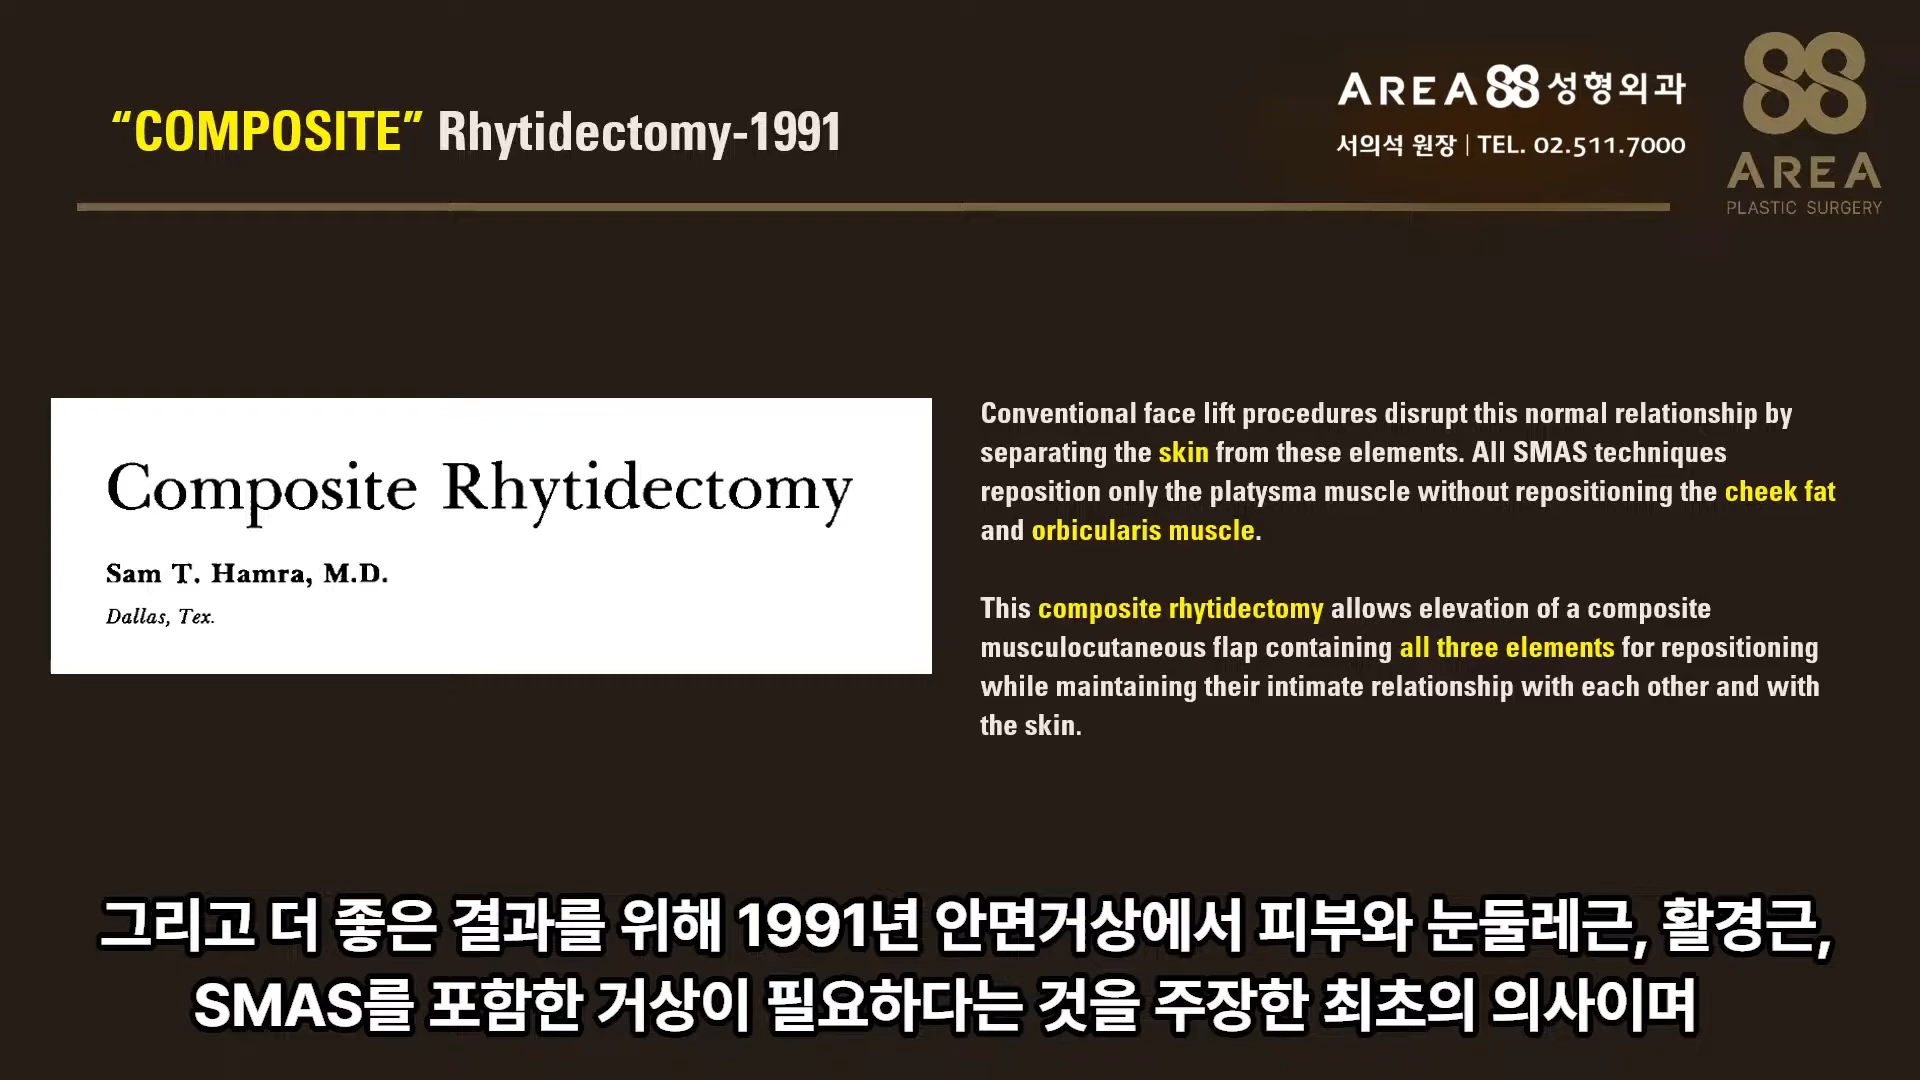 “COMPOSITE” Rhytidectomy-1991
AREA 88 성형외과
서의석 원장 | TEL. 02.511.7000
88
AREA
PLASTIC SURGERY
Composite Rhytidectomy
Sam T. Hamra, M.D.
Dallas, Tex.
Conventional face lift procedures disrupt this normal relationship by
separating the skin from these elements. All SMAS techniques
reposition only the platysma muscle without repositioning the cheek fat
and orbicularis muscle.
This composite rhytidectomy allows elevation of a composite
musculocutaneous flap containing all three elements for repositioning
while maintaining their intimate relationship with each other and with
the skin.
그리고 더 좋은 결과를 위해 1991년 안면거상에서 피부와 눈둘레근, 활경근,
SMAS를 포함한 거상이 필요하다는 것을 주장한 최초의 의사이며